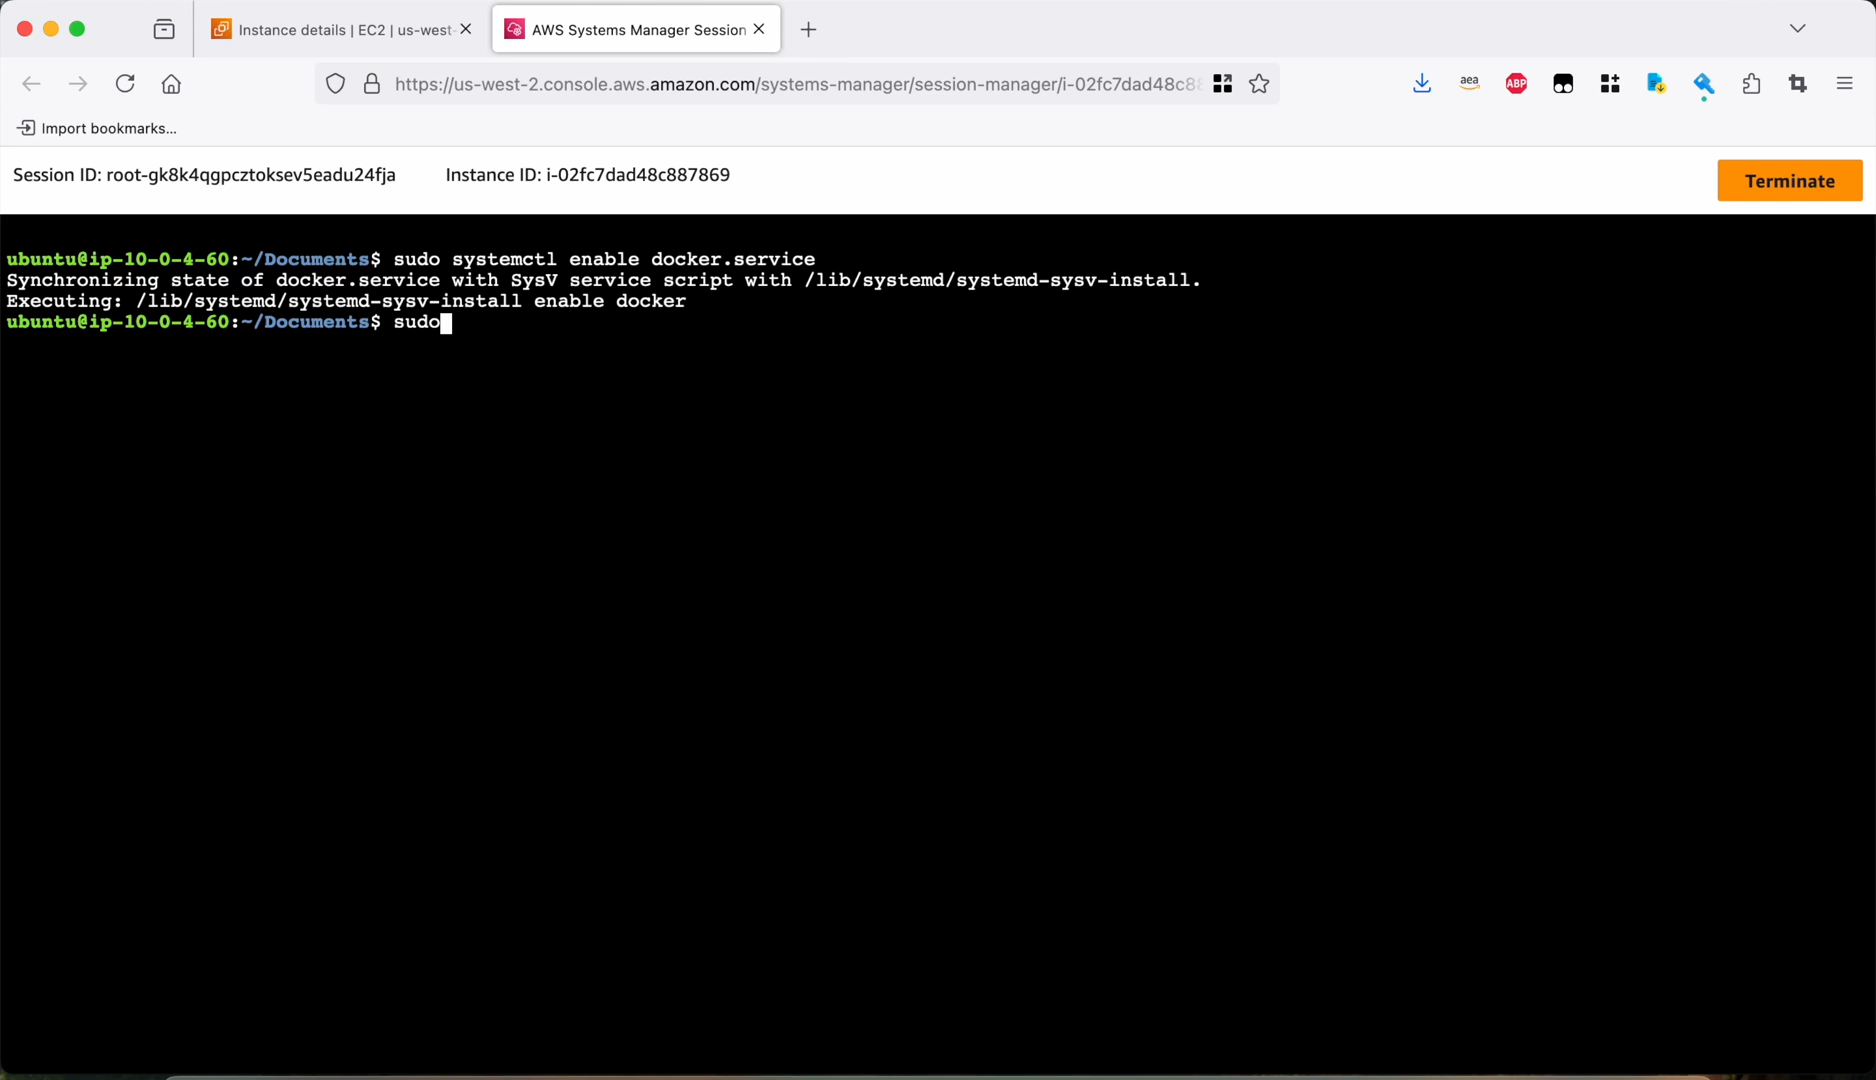 Instance details | EC2 | us-west-
AWS Systems Manager Session
https://us-west-2.console.aws.amazon.com/systems-manager/session-manager/i-02fc7dad48c88
aea
ABP
Import bookmarks...
Session ID: root-gk8k4qgpcztoksev5eadu24fja
Instance ID: i-02fc7dad48c887869
Terminate
ubuntu@ip-10-0-4-60:~/Documents$ sudo systemctl enable docker.service
Synchronizing state of docker.service with SysV service script with /lib/systemd/systemd-sysv-install.
Executing: /lib/systemd/systemd-sysv-install enable docker
ubuntu@ip-10-0-4-60:~/Documents$ sudo